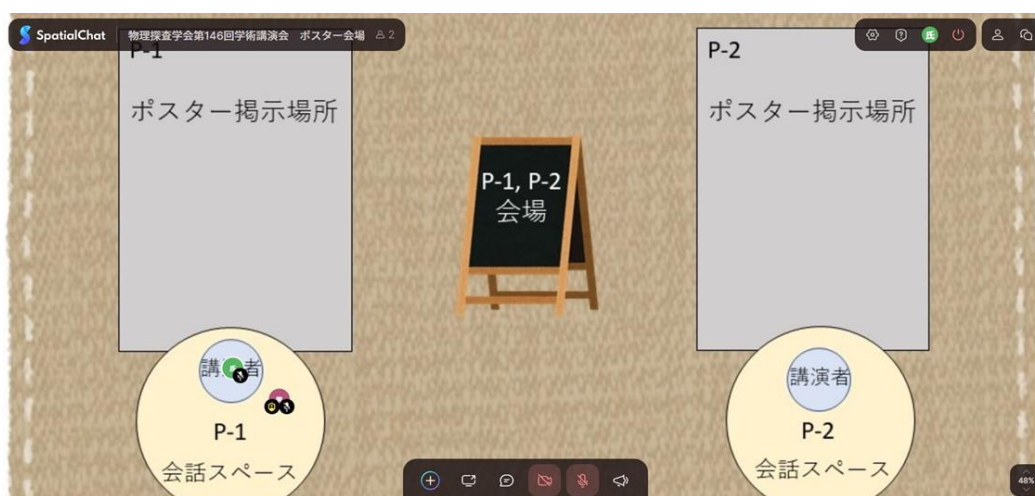 SpatialChat
物理探査学会第146回学術講演会　ポスター会場
2
氏
P-1
ポスター掲示場所
P-2
ポスター掲示場所
P-1, P-2
会場
講演者
P-1
会話スペース
講演者
P-2
会話スペース
48%